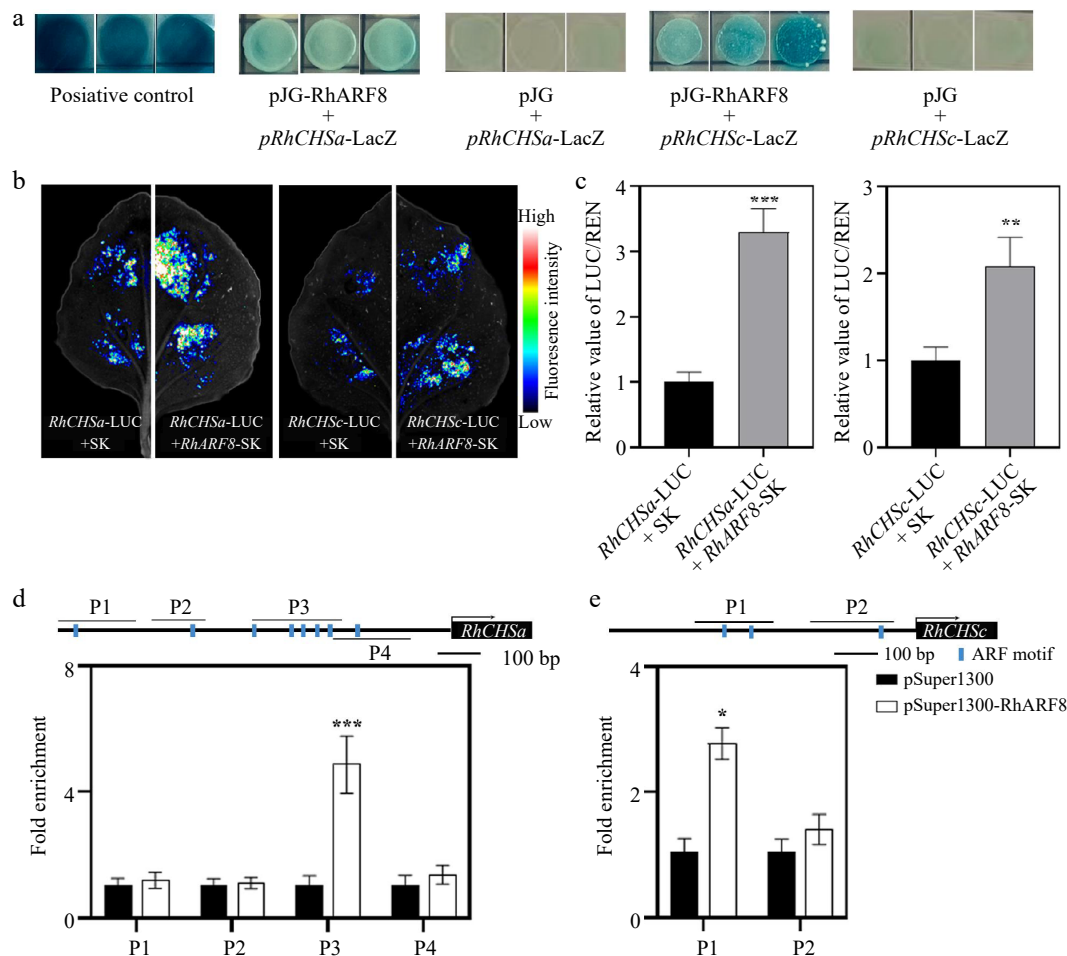 a
Posiative control
pJG-RhARF8
+
pRhCHSa-LacZ
pJG
+
pRhCHSa-LacZ
pJG-RhARF8
+
pRhCHSc-LacZ
pJG
+
pRhCHSc-LacZ
b
RhCHSa-LUC
+SK
RhCHSa-LUC
+RhARF8-SK
RhCHSc-LUC
+SK
RhCHSc-LUC
+RhARF8-SK
High
Fluorescence intensity
Low
c
Relative value of LUC/REN
4
3
2
1
0
***
RhCHSa-LUC
+ SK
RhCHSa-LUC
+ RhARF8-SK
Relative value of LUC/REN
3
2
1
0
**
RhCHSc-LUC
+ SK
RhCHSc-LUC
+ RhARF8-SK
d
P1
P2
P3
P4
RhCHSa
100 bp
Fold enrichment
8
4
0
***
P1
P2
P3
P4
e
P1
P2
RhCHSc
100 bp
ARF motif
pSuper1300
pSuper1300-RhARF8
Fold enrichment
4
2
0
*
P1
P2